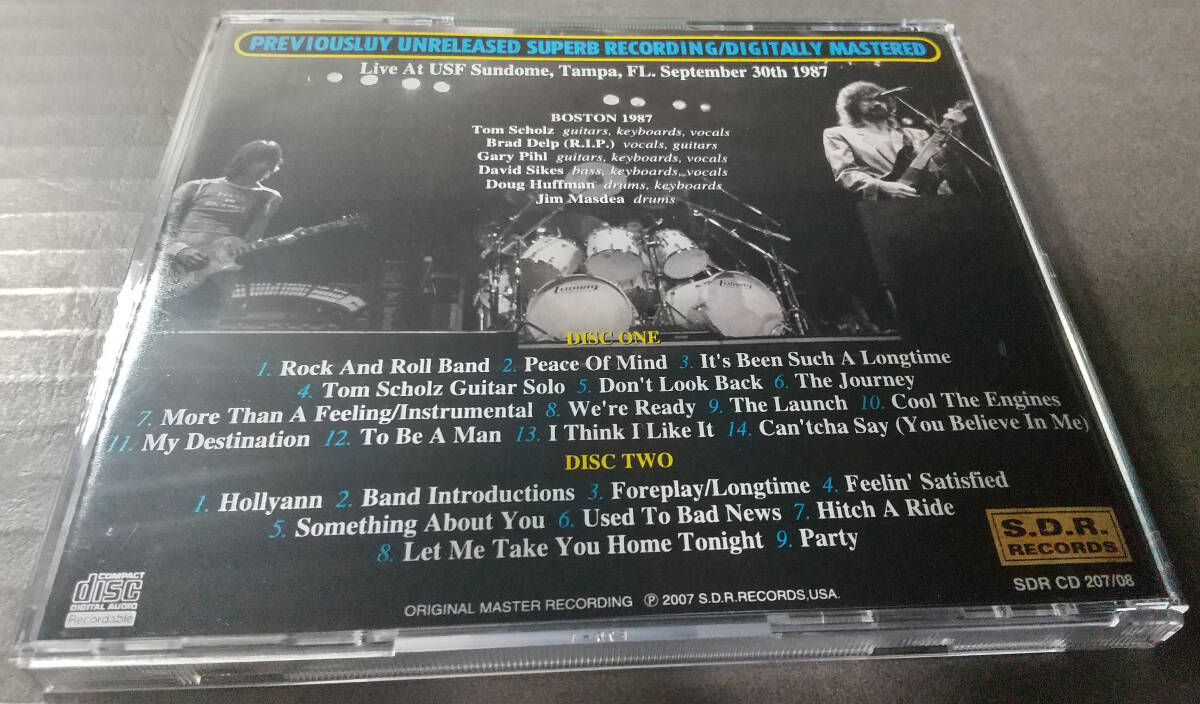 PREVIOUSLUY UNRELEASED SUPERB RECORDING/DIGITALLY MASTERED
Live At USF Sundome, Tampa, FL. September 30th 1987
BOSTON 1987
Tom Scholz guitars, keyboards, vocals
Brad Delp (R.I.P.) vocals, guitars
Gary Pihl guitars, keyboards, vocals
David Sikes bass, keyboards, vocals
Doug Huffman drums, keyboards
Jim Masdea drums
Ludwig
Ludwig
DISC ONE
1. Rock And Roll Band 2. Peace Of Mind 3. It's Been Such A Longtime
4. Tom Scholz Guitar Solo 5. Don't Look Back 6. The Journey
7. More Than A Feeling/Instrumental 8. We're Ready 9. The Launch 10. Cool The Engines
11. My Destination 12. To Be A Man 13. I Think I Like It 14. Can'tcha Say (You Believe In Me)
DISC TWO
1. Hollyann 2. Band Introductions 3. Foreplay/Longtime 4. Feelin' Satisfied
5. Something About You 6. Used To Bad News 7. Hitch A Ride
8. Let Me Take You Home Tonight 9. Party
S.D.R.
RECORDS
SDR CD 207/08
COMPACT
disc
DIGITAL AUDIO
Recordable
ORIGINAL MASTER RECORDING ℗ 2007 S.D.R.RECORDS,USA.